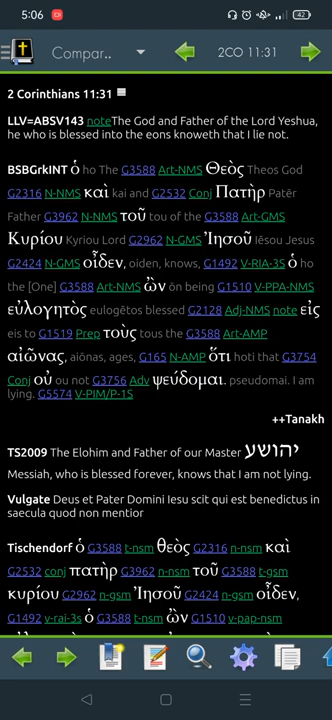 5:06
42
Compar..
2CO 11:31
2 Corinthians 11:31
LLV=ABSV143 noteThe God and Father of the Lord Yeshua,
he who is blessed into the eons knoweth that I lie not.
BSBGrkINT ὁ ho The G3588 Art-NMS Θεὸς Theos God
G2316 N-NMS καὶ kai and G2532 Conj Πατὴρ Patēr
Father G3962 N-NMS τοῦ tou of the G3588 Art-GMS
Κυρίου Kyriou Lord G2962 N-GMS Ἰησοῦ Iēsou Jesus
G2424 N-GMS οἶδεν, oiden, knows, G1492 V-RIA-3S ὁ ho
the [One] G3588 Art-NMS ὢν ōn being G1510 V-PPA-NMS
εὐλογητὸς eulogētos blessed G2128 Adj-NMS note εἰς
eis to G1519 Prep τοὺς tous the G3588 Art-AMP
αἰῶνας, aiōnas, ages, G165 N-AMP ὅτι hoti that G3754
Conj οὐ ou not G3756 Adv ψεύδομαι. pseudomai. I am
lying. G5574 V-PIM/P-1S
++Tanakh
TS2009 The Elohim and Father of our Master יהושע
Messiah, who is blessed forever, knows that I am not lying.
Vulgate Deus et Pater Domini Iesu scit qui est benedictus in
saecula quod non mentior
Tischendorf ὁ G3588 t-nsm θεὸς G2316 n-nsm καὶ
G2532 conj πατὴρ G3962 n-nsm τοῦ G3588 t-gsm
κυρίου G2962 n-gsm Ἰησοῦ G2424 n-gsm οἶδεν,
G1492 v-rai-3s ὁ G3588 t-nsm ὢν G1510 v-pap-nsm